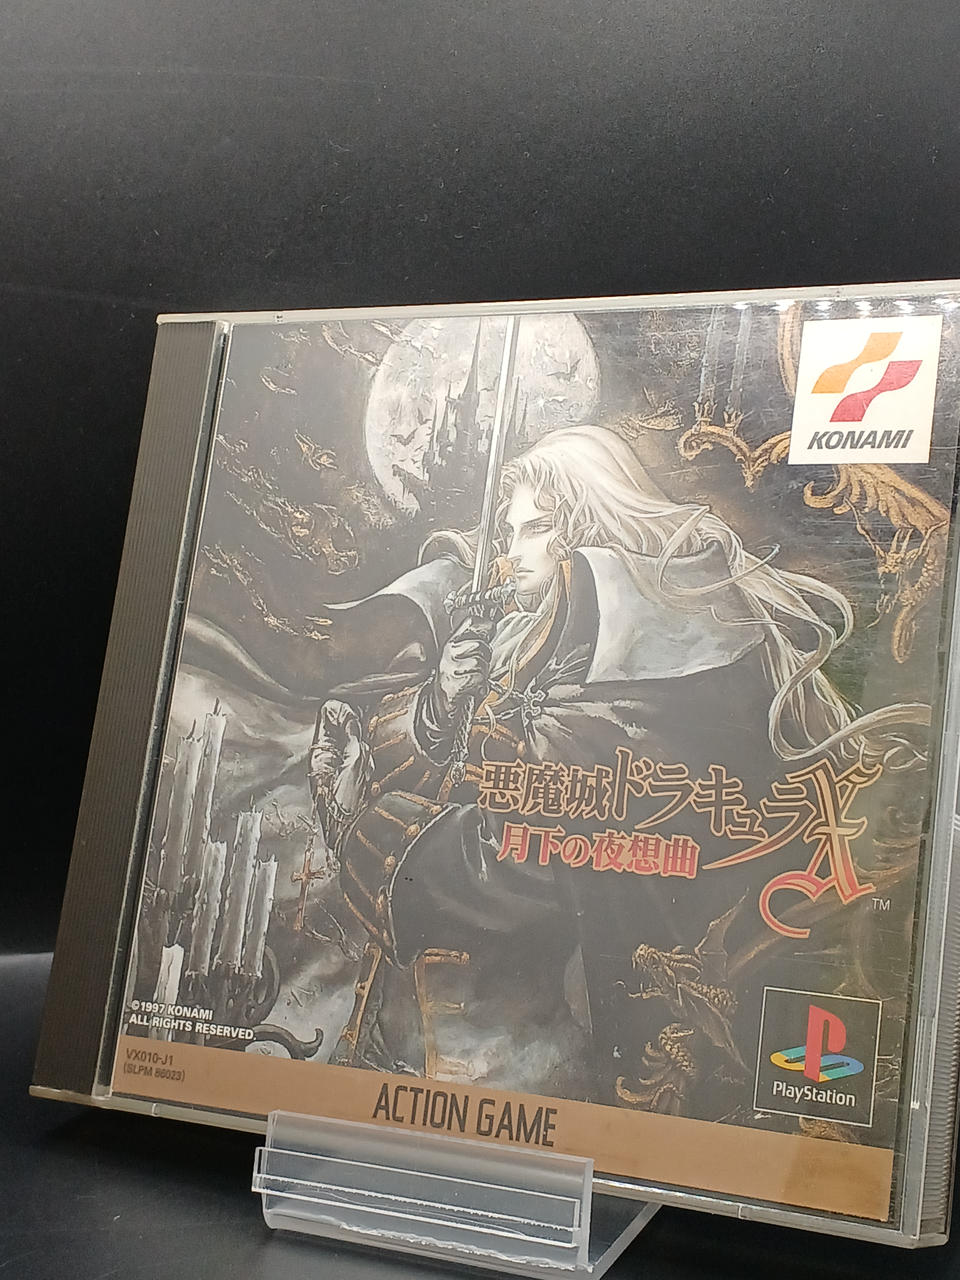 KONAMI
悪魔城ドラキュラX
月下の夜想曲
TM
©1997 KONAMI
ALL RIGHTS RESERVED.
VX010-J1
(SLPM 86023)
PlayStation
ACTION GAME